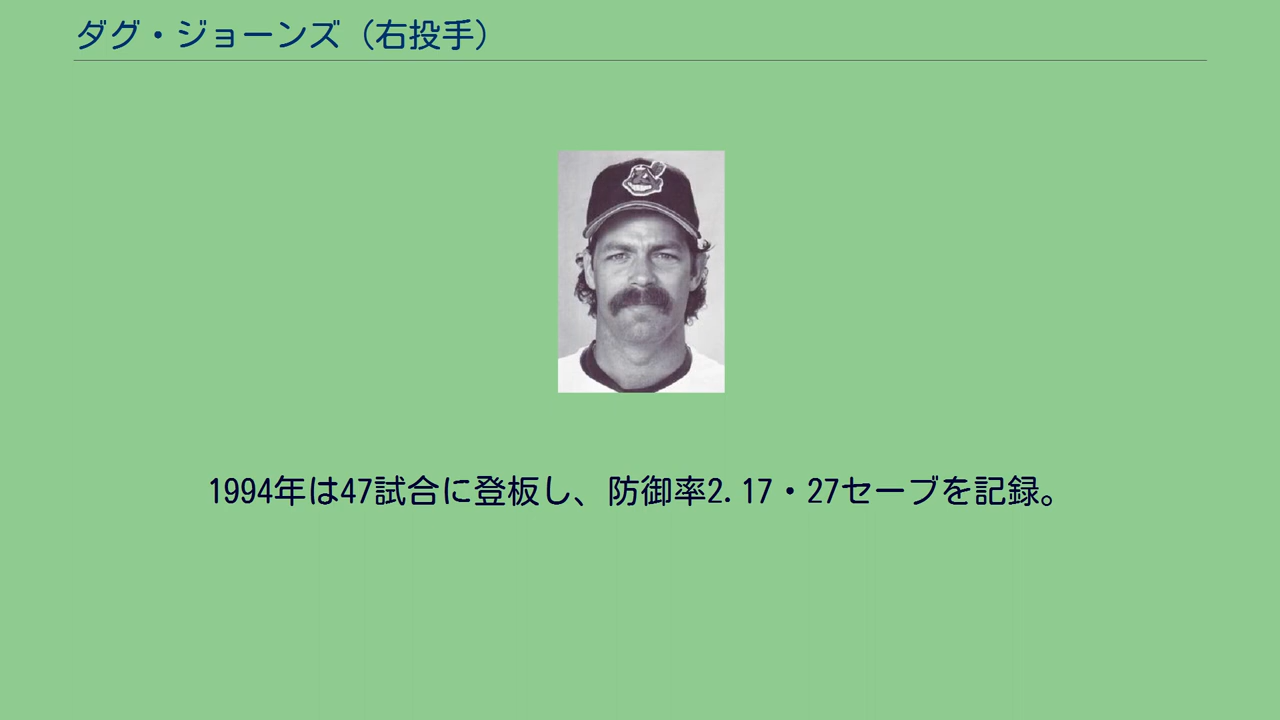 ダグ・ジョーンズ（右投手）
1994年は47試合に登板し、防御率2.17・27セーブを記録。